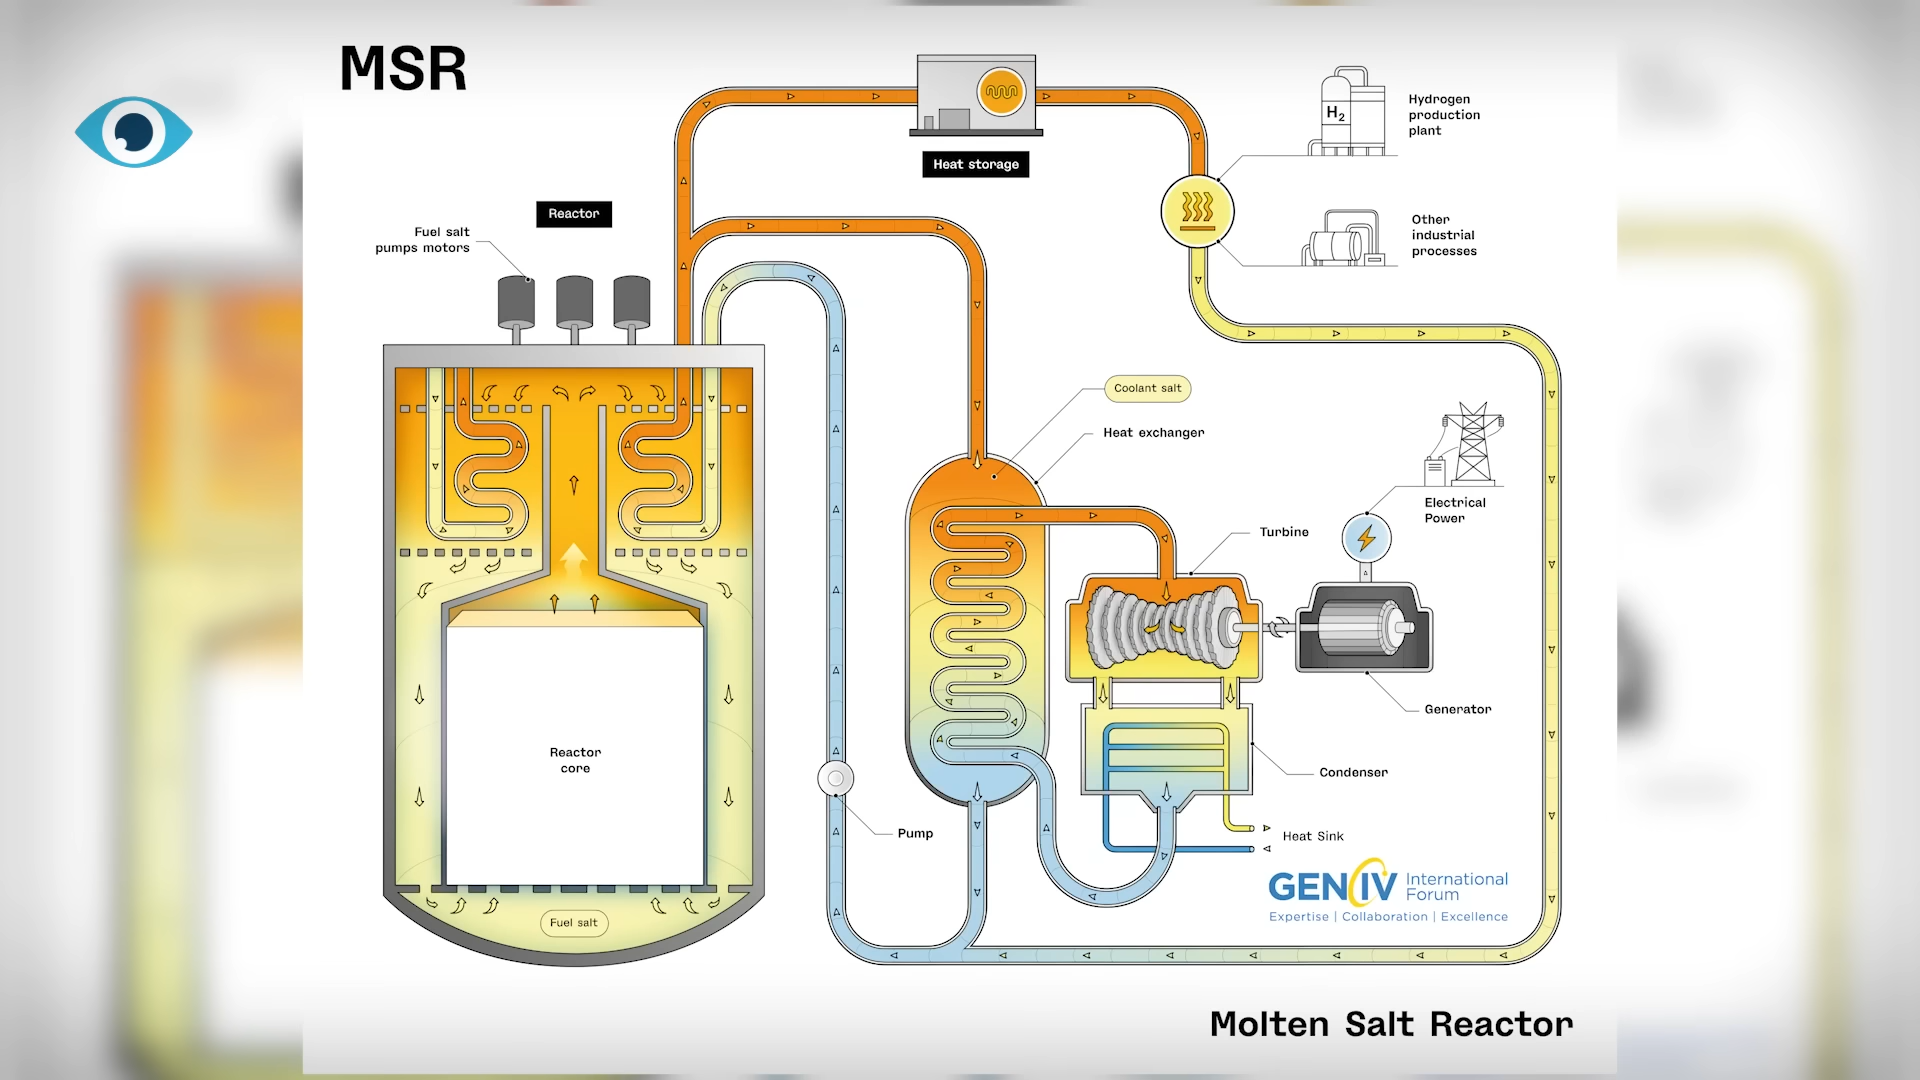 MSR
Heat storage
H2
Hydrogen
production
plant
Other
industrial
processes
Reactor
Fuel salt
pumps motors
Coolant salt
Heat exchanger
Turbine
Electrical
Power
Generator
Condenser
Heat Sink
Pump
Reactor
core
Fuel salt
GENIV International
Forum
Expertise | Collaboration | Excellence
Molten Salt Reactor